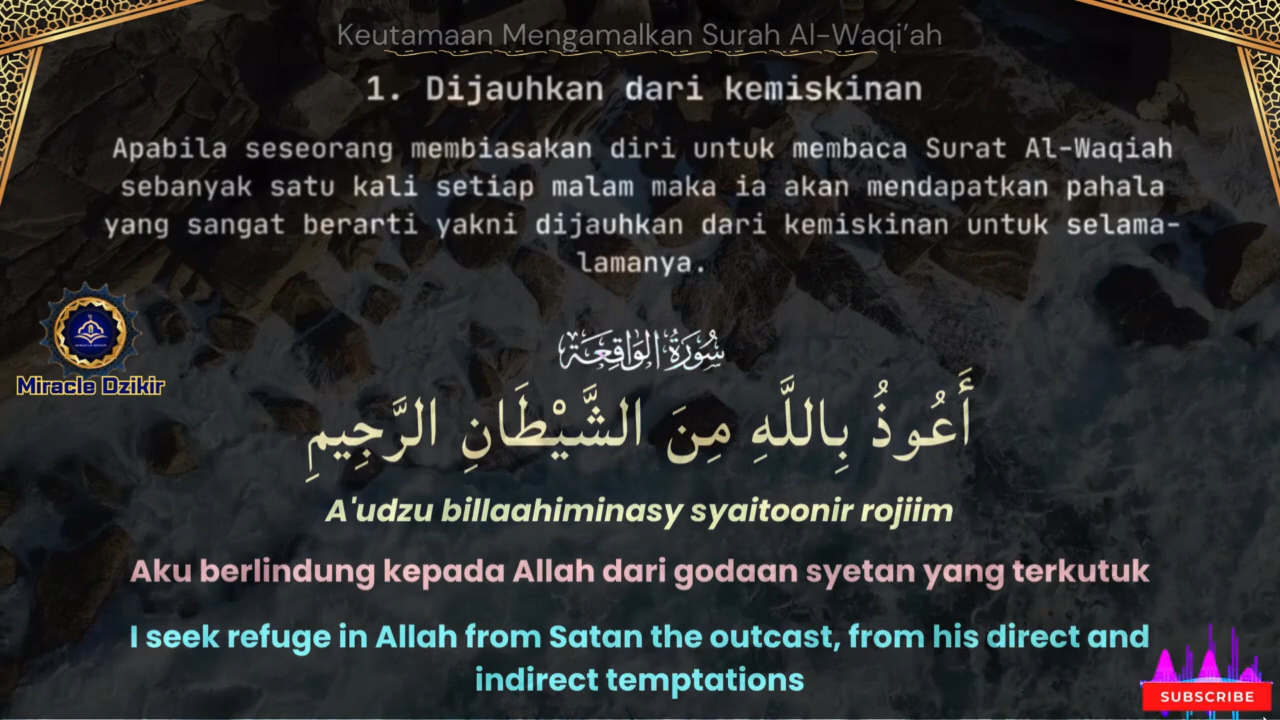 Keutamaan Mengamalkan Surah Al-Waqi’ah
1. Dijauhkan dari kemiskinan
Apabila seseorang membiasakan diri untuk membaca Surat Al-Waqiah
sebanyak satu kali setiap malam maka ia akan mendapatkan pahala
yang sangat berarti yakni dijauhkan dari kemiskinan untuk selama-
lamanya.
سُورَةُ الوَاقِعَة
أَعُوذُ بِاللَّهِ مِنَ الشَّيْطَانِ الرَّجِيمِ
Miracle Dzikir
A'udzu billaahiminasy syaitoonir rojiim
Aku berlindung kepada Allah dari godaan syetan yang terkutuk
I seek refuge in Allah from Satan the outcast, from his direct and
indirect temptations
SUBSCRIBE